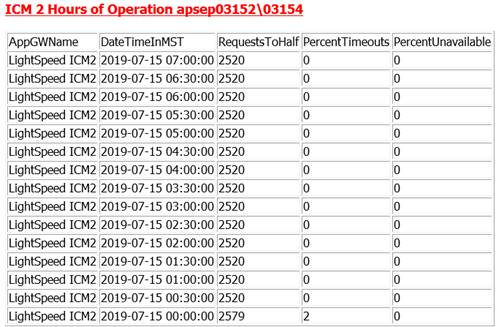 ICM 2 Hours of Operation apsep03152\03154
AppGWName DateTimeInMST RequestsToHalf PercentTimeouts PercentUnavailable
LightSpeed ICM2 2019-07-15 07:00:00 2520 0 0
LightSpeed ICM2 2019-07-15 06:30:00 2520 0 0
LightSpeed ICM2 2019-07-15 06:00:00 2520 0 0
LightSpeed ICM2 2019-07-15 05:30:00 2520 0 0
LightSpeed ICM2 2019-07-15 05:00:00 2520 0 0
LightSpeed ICM2 2019-07-15 04:30:00 2520 0 0
LightSpeed ICM2 2019-07-15 04:00:00 2520 0 0
LightSpeed ICM2 2019-07-15 03:30:00 2520 0 0
LightSpeed ICM2 2019-07-15 03:00:00 2520 0 0
LightSpeed ICM2 2019-07-15 02:30:00 2520 0 0
LightSpeed ICM2 2019-07-15 02:00:00 2520 0 0
LightSpeed ICM2 2019-07-15 01:30:00 2520 0 0
LightSpeed ICM2 2019-07-15 01:00:00 2520 0 0
LightSpeed ICM2 2019-07-15 00:30:00 2520 0 0
LightSpeed ICM2 2019-07-15 00:00:00 2579 2 0